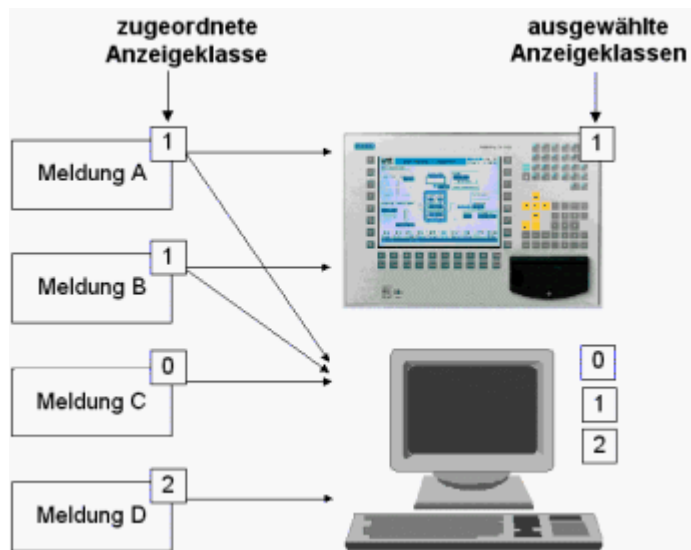 zugeordnete
Anzeigeklasse
ausgewählte
Anzeigeklassen
1
Meldung A
1
1
Meldung B
0
Meldung C
0
1
2
2
Meldung D